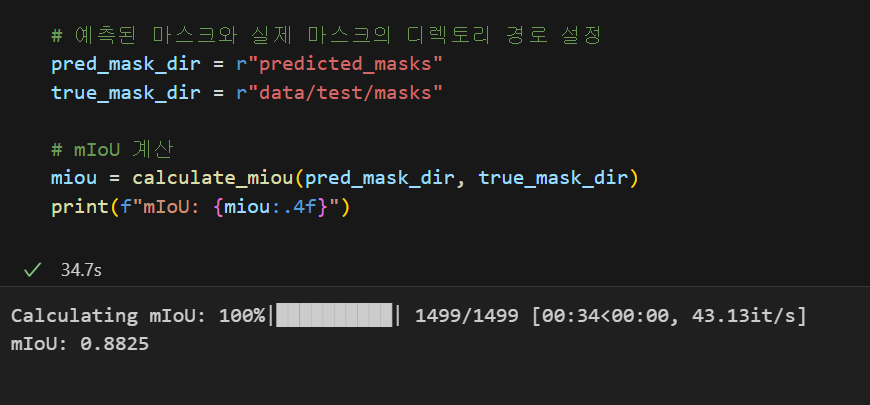 # 예측된 마스크와 실제 마스크의 디렉토리 경로 설정
pred_mask_dir = r"predicted_masks"
true_mask_dir = r"data/test/masks"
# mIoU 계산
miou = calculate_miou(pred_mask_dir, true_mask_dir)
print(f"mIoU: {miou:.4f}")
34.7s
Calculating mIoU: 100%|██████████| 1499/1499 [00:34<00:00, 43.13it/s]
mIoU: 0.8825